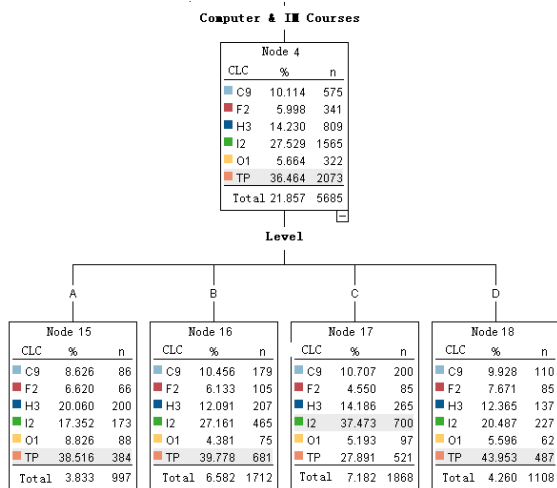 Computer & IM Courses
Node 4
CLC % n
C9 10.114 575
F2 5.998 341
H3 14.230 809
I2 27.529 1565
O1 5.664 322
TP 36.464 2073
Total 21.857 5685
Level
A B C D
Node 15
CLC % n
C9 8.626 86
F2 6.620 66
H3 20.060 200
I2 17.352 173
O1 8.826 88
TP 38.516 384
Total 3.833 997
Node 16
CLC % n
C9 10.456 179
F2 6.133 105
H3 12.091 207
I2 27.161 465
O1 4.381 75
TP 39.778 681
Total 6.582 1712
Node 17
CLC % n
C9 10.707 200
F2 4.550 85
H3 14.186 265
I2 37.473 700
O1 5.193 97
TP 27.891 521
Total 7.182 1868
Node 18
CLC % n
C9 9.928 110
F2 7.671 85
H3 12.365 137
I2 20.487 227
O1 5.596 62
TP 43.953 487
Total 4.260 1108